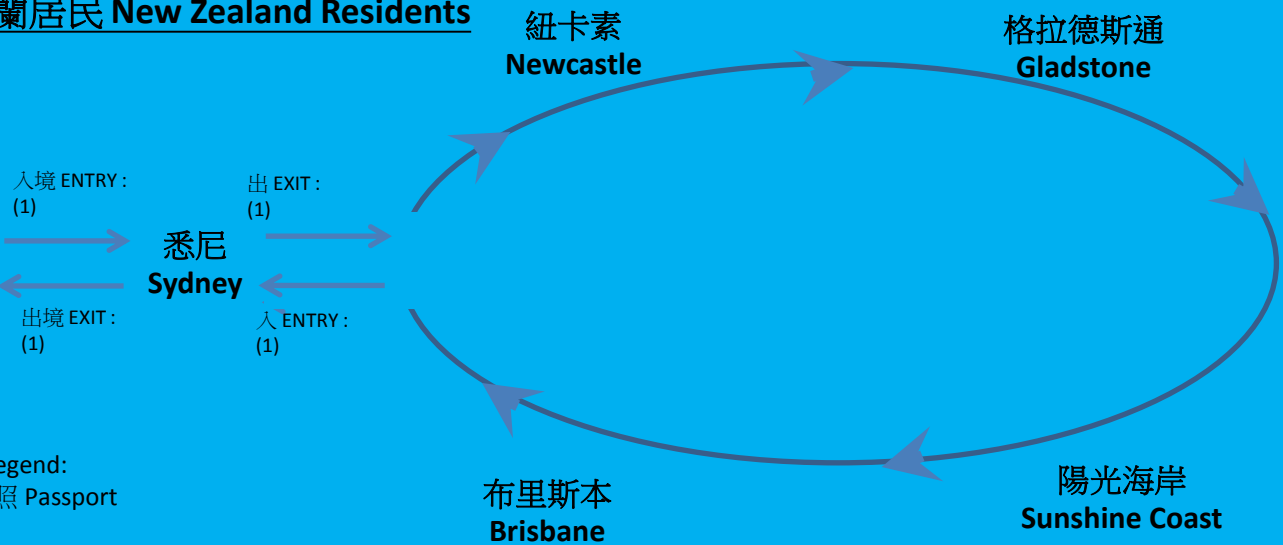 蘭居民 New Zealand Residents
紐卡素
Newcastle
格拉德斯通
Gladstone
入境 ENTRY :
(1)
出 EXIT :
(1)
悉尼
Sydney
出境 EXIT :
(1)
入 ENTRY :
(1)
egend:
照 Passport
布里斯本
Brisbane
陽光海岸
Sunshine Coast